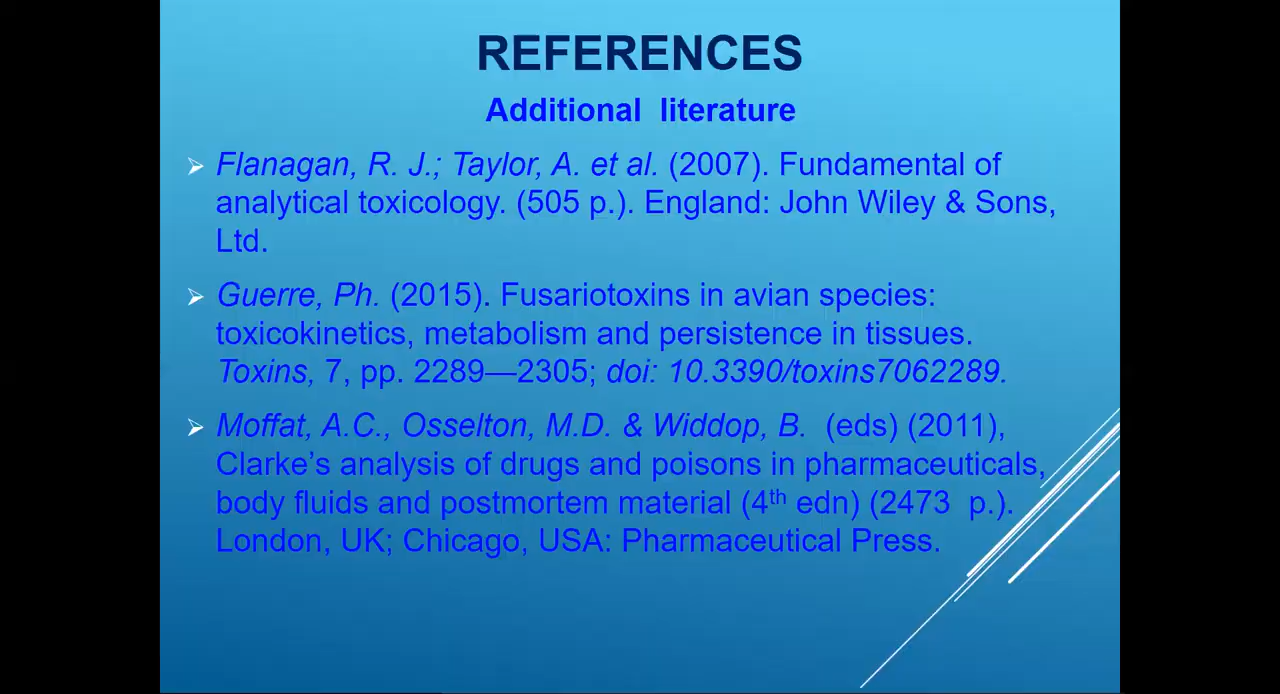 REFERENCES
Additional literature
Flanagan, R. J.; Taylor, A. et al. (2007). Fundamental of
analytical toxicology. (505 p.). England: John Wiley & Sons,
Ltd.
Guerre, Ph. (2015). Fusariotoxins in avian species:
toxicokinetics, metabolism and persistence in tissues.
Toxins, 7, pp. 2289—2305; doi: 10.3390/toxins7062289.
Moffat, A.C., Osselton, M.D. & Widdop, B. (eds) (2011),
Clarke’s analysis of drugs and poisons in pharmaceuticals,
body fluids and postmortem material (4th edn) (2473 p.).
London, UK; Chicago, USA: Pharmaceutical Press.